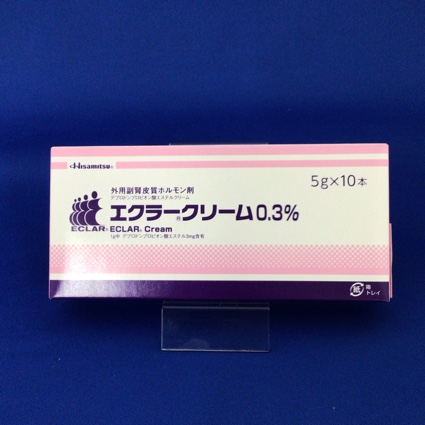 Hisamitsu®
外用副腎皮質ホルモン剤
デプロドンプロピオン酸エステルクリーム
5g×10本
エクラー®クリーム0.3%
ECLAR®
ECLAR® Cream
1g中 デプロドンプロピオン酸エステル3mg含有
紙
箱
トレイ